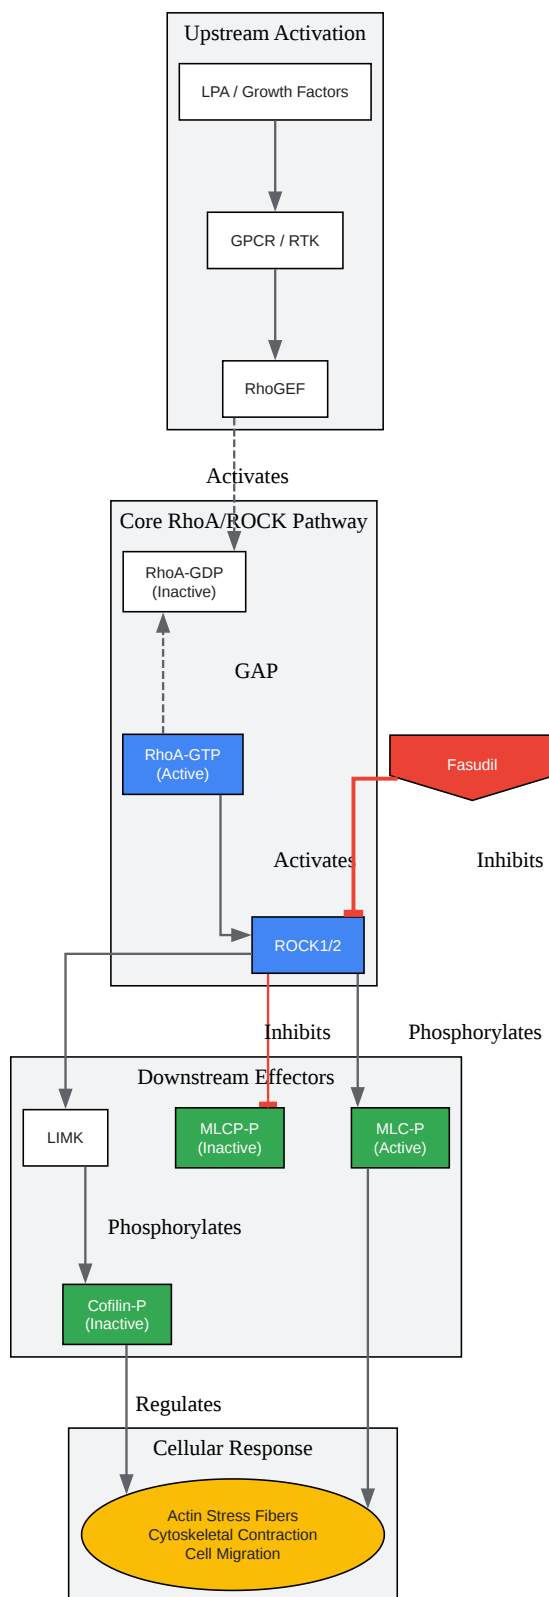 Upstream Activation
LPA / Growth Factors
GPCR / RTK
RhoGEF
Activates
Core RhoA/ROCK Pathway
RhoA-GDP
(Inactive)
GAP
RhoA-GTP
(Active)
Fasudil
Activates
Inhibits
ROCK1/2
Inhibits
Phosphorylates
Downstream Effectors
LIMK
MLCP-P
(Inactive)
MLC-P
(Active)
Phosphorylates
Cofilin-P
(Inactive)
Regulates
Cellular Response
Actin Stress Fibers
Cytoskeletal Contraction
Cell Migration